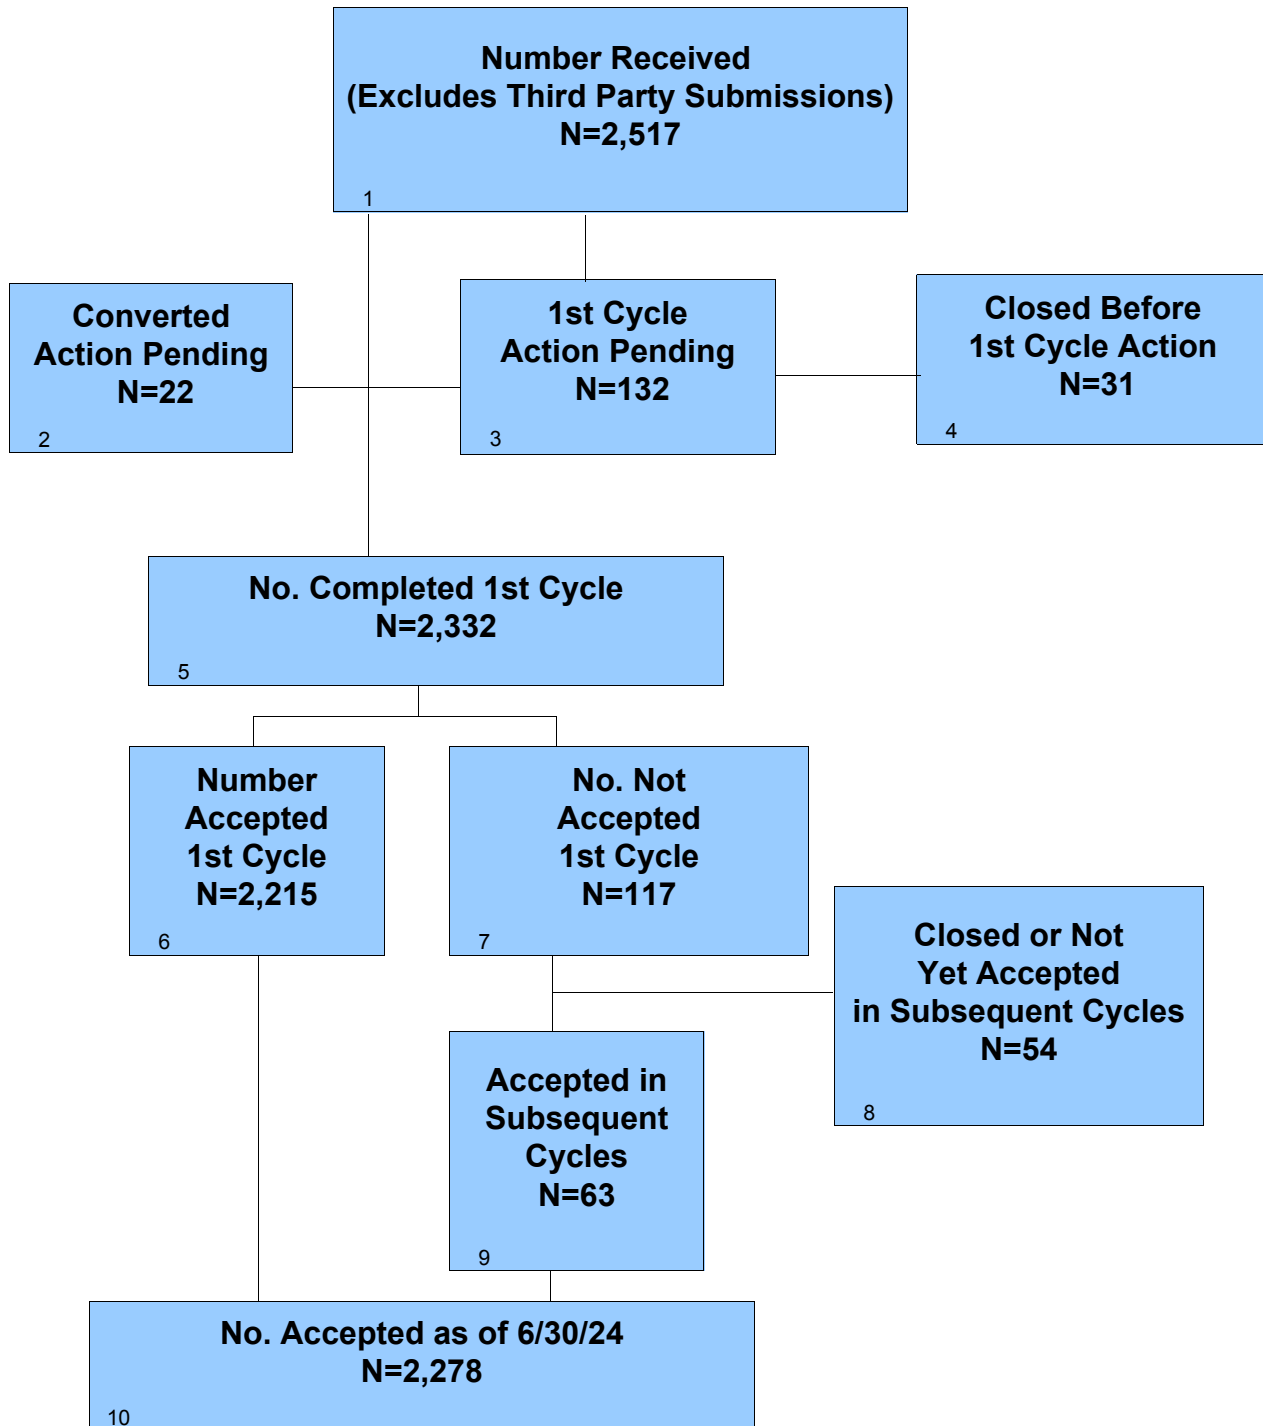 Number Received
(Excludes Third Party Submissions)
N=2,517
1
Converted
Action Pending
N=22
2
1st Cycle
Action Pending
N=132
3
Closed Before
1st Cycle Action
N=31
4
No. Completed 1st Cycle
N=2,332
5
Number
Accepted
1st Cycle
N=2,215
6
No. Not
Accepted
1st Cycle
N=117
7
Closed or Not
Yet Accepted
in Subsequent Cycles
N=54
8
Accepted in
Subsequent
Cycles
N=63
9
No. Accepted as of 6/30/24
N=2,278
10